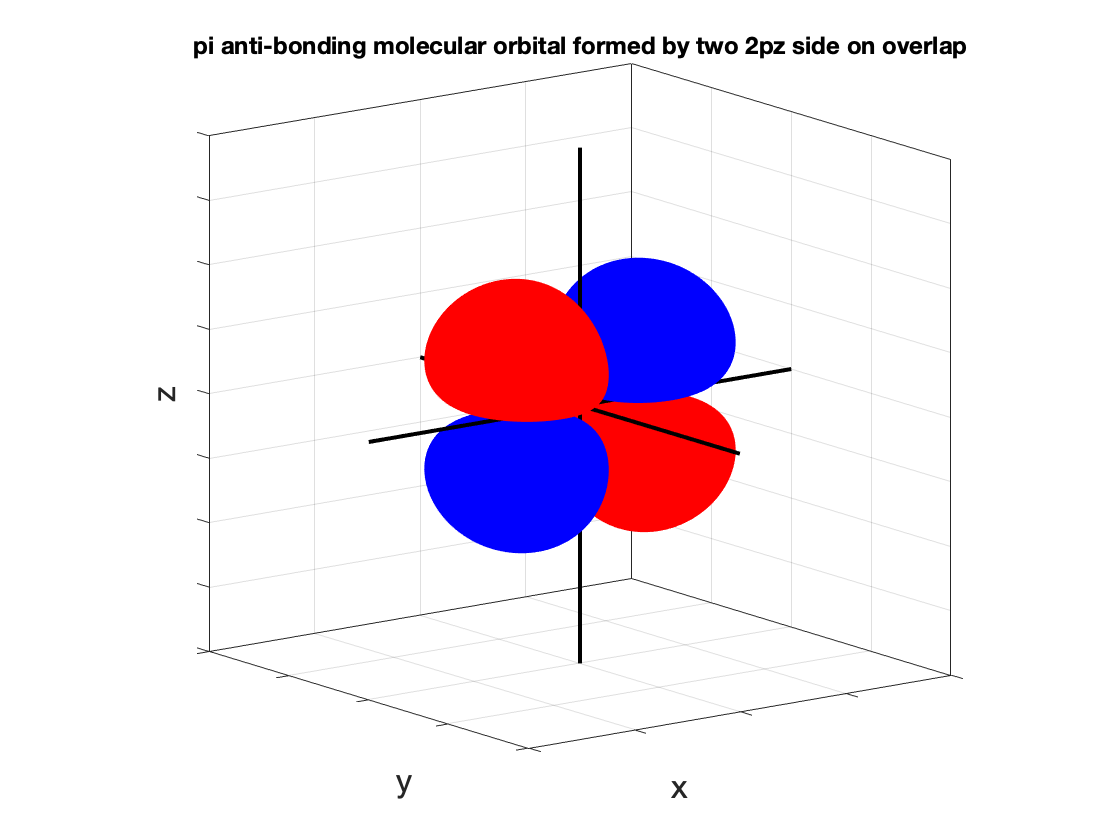 pi anti-bonding molecular orbital formed by two 2pz side on overlap
z
y
x